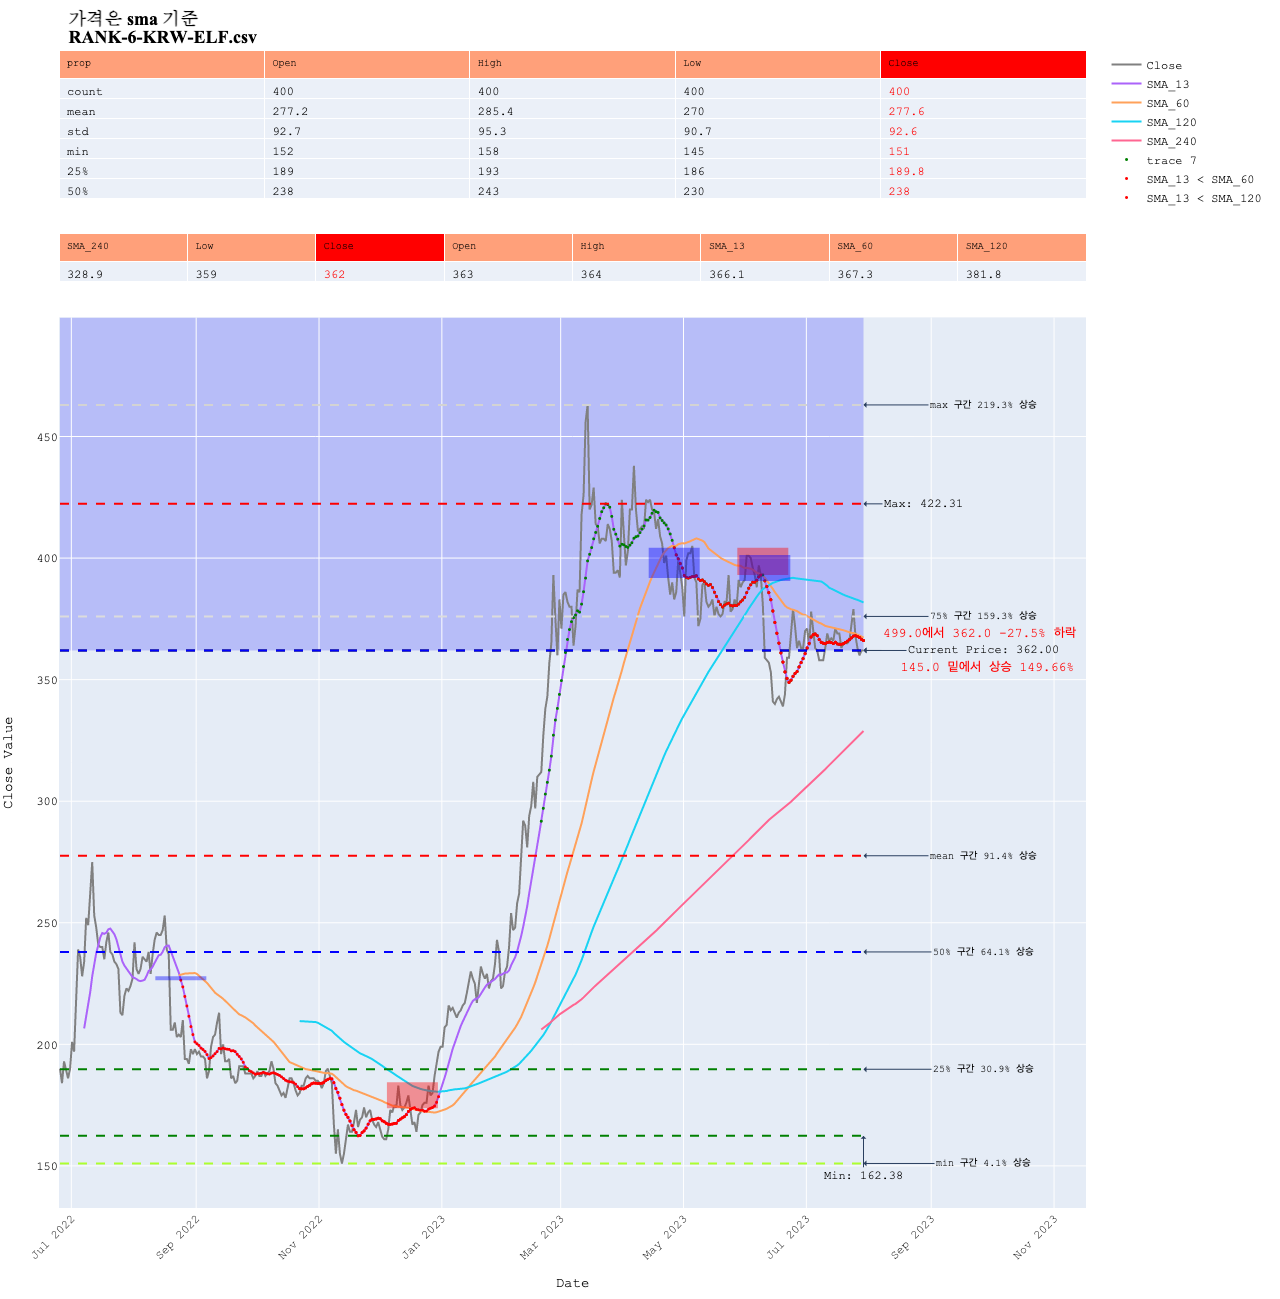 가격은 sma 기준
RANK-6-KRW-ELF.csv
prop Open High Low Close
count 400 400 400 400
mean 277.2 285.4 270 277.6
std 92.7 95.3 90.7 92.6
min 152 158 145 151
25% 189 193 186 189.8
50% 238 243 230 238
SMA_240 Low Close Open High SMA_13 SMA_60 SMA_120
328.9 359 362 363 364 366.1 367.3 381.8
Close
SMA_13
SMA_60
SMA_120
SMA_240
trace 7
SMA_13 < SMA_60
SMA_13 < SMA_120
max 구간 219.3% 상승
Max: 422.31
75% 구간 159.3% 상승
499.0에서 362.0 -27.5% 하락
Current Price: 362.00
145.0 밑에서 상승 149.66%
mean 구간 91.4% 상승
50% 구간 64.1% 상승
25% 구간 30.9% 상승
min 구간 4.1% 상승
Min: 162.38
450
400
350
300
250
200
150
Close Value
Jul 2022
Sep 2022
Nov 2022
Jan 2023
Mar 2023
May 2023
Jul 2023
Sep 2023
Nov 2023
Date